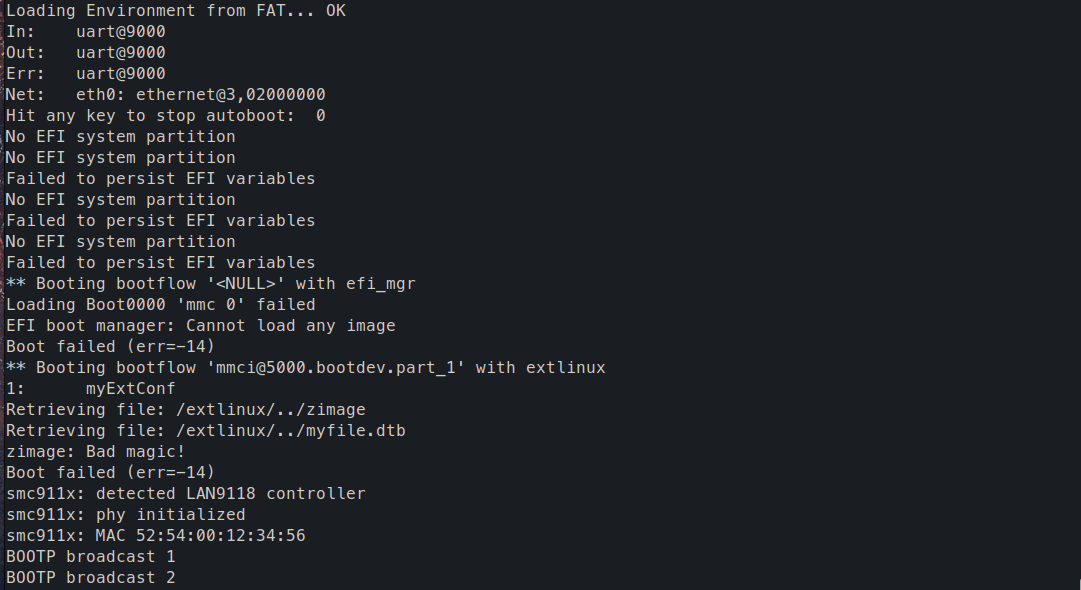 Loading Environment from FAT... OK
In:    uart@9000
Out:   uart@9000
Err:   uart@9000
Net:   eth0: ethernet@3,02000000
Hit any key to stop autoboot:  0
No EFI system partition
No EFI system partition
Failed to persist EFI variables
No EFI system partition
Failed to persist EFI variables
No EFI system partition
Failed to persist EFI variables
** Booting bootflow '<NULL>' with efi_mgr
Loading Boot0000 'mmc 0' failed
EFI boot manager: Cannot load any image
Boot failed (err=-14)
** Booting bootflow 'mmci@5000.bootdev.part_1' with extlinux
1:      myExtConf
Retrieving file: /extlinux/../zimage
Retrieving file: /extlinux/../myfile.dtb
zimage: Bad magic!
Boot failed (err=-14)
smc911x: detected LAN9118 controller
smc911x: phy initialized
smc911x: MAC 52:54:00:12:34:56
BOOTP broadcast 1
BOOTP broadcast 2